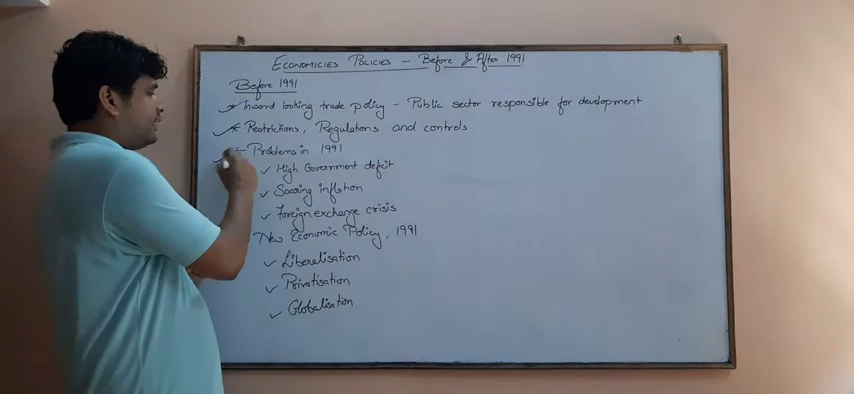 ECONOMICIES POLICIES - Before & After 1991
Before 1991
* Inword looking trade policy - Public sector responsible for development
* Restrictions, Regulations and controls
Problems in 1991
✓ High Government deficit
✓ Soaring inflation
✓ Foreign exchange crisis
New Economic Policy, 1991
✓ Liberalisation
✓ Privatisation
✓ Globalisation